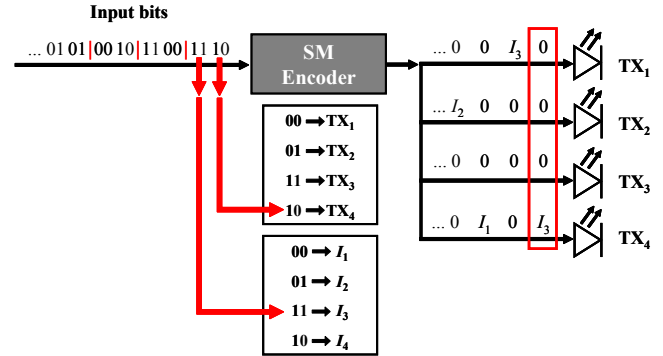 Input bits
... 01 01 | 00 10 | 11 00 | 11 10
SM
Encoder
00 → TX₁
01 → TX₂
11 → TX₃
10 → TX₄
00 → I₁
01 → I₂
11 → I₃
10 → I₄
... 0 0 I₃ 0 TX₁
... I₂ 0 0 0 TX₂
... 0 0 0 0 TX₃
... 0 I₁ 0 I₃ TX₄